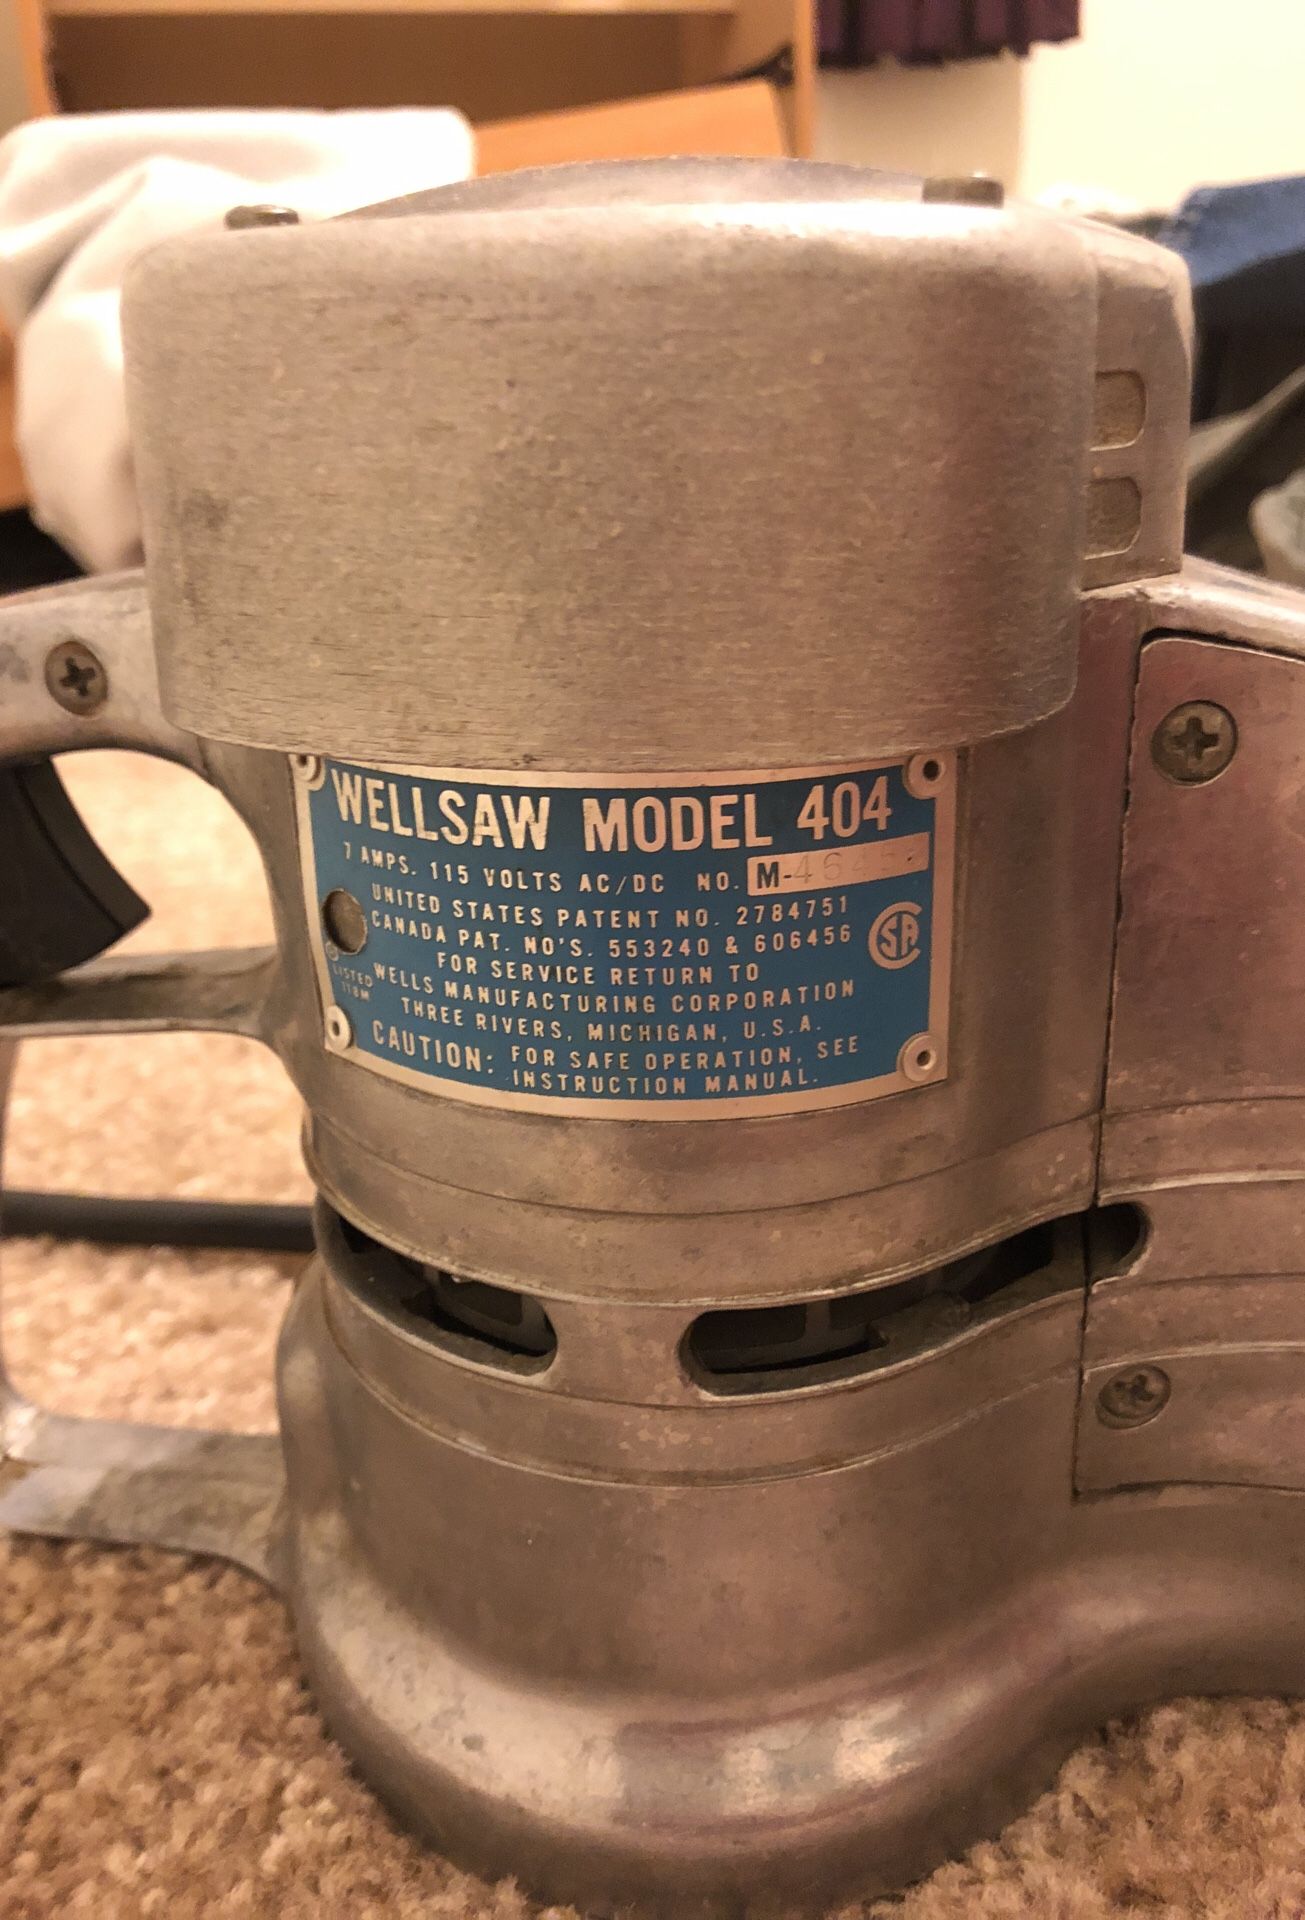 WELLSAW MODEL 404
7 AMPS. 115 VOLTS AC/DC NO. M-
UNITED STATES PATENT NO. 2784751
CANADA PAT. NO'S. 553240 & 606456
FOR SERVICE RETURN TO
WELLS MANUFACTURING CORPORATION
THREE RIVERS, MICHIGAN, U.S.A.
CAUTION: FOR SAFE OPERATION, SEE
INSTRUCTION MANUAL.
LISTED
118M
SA